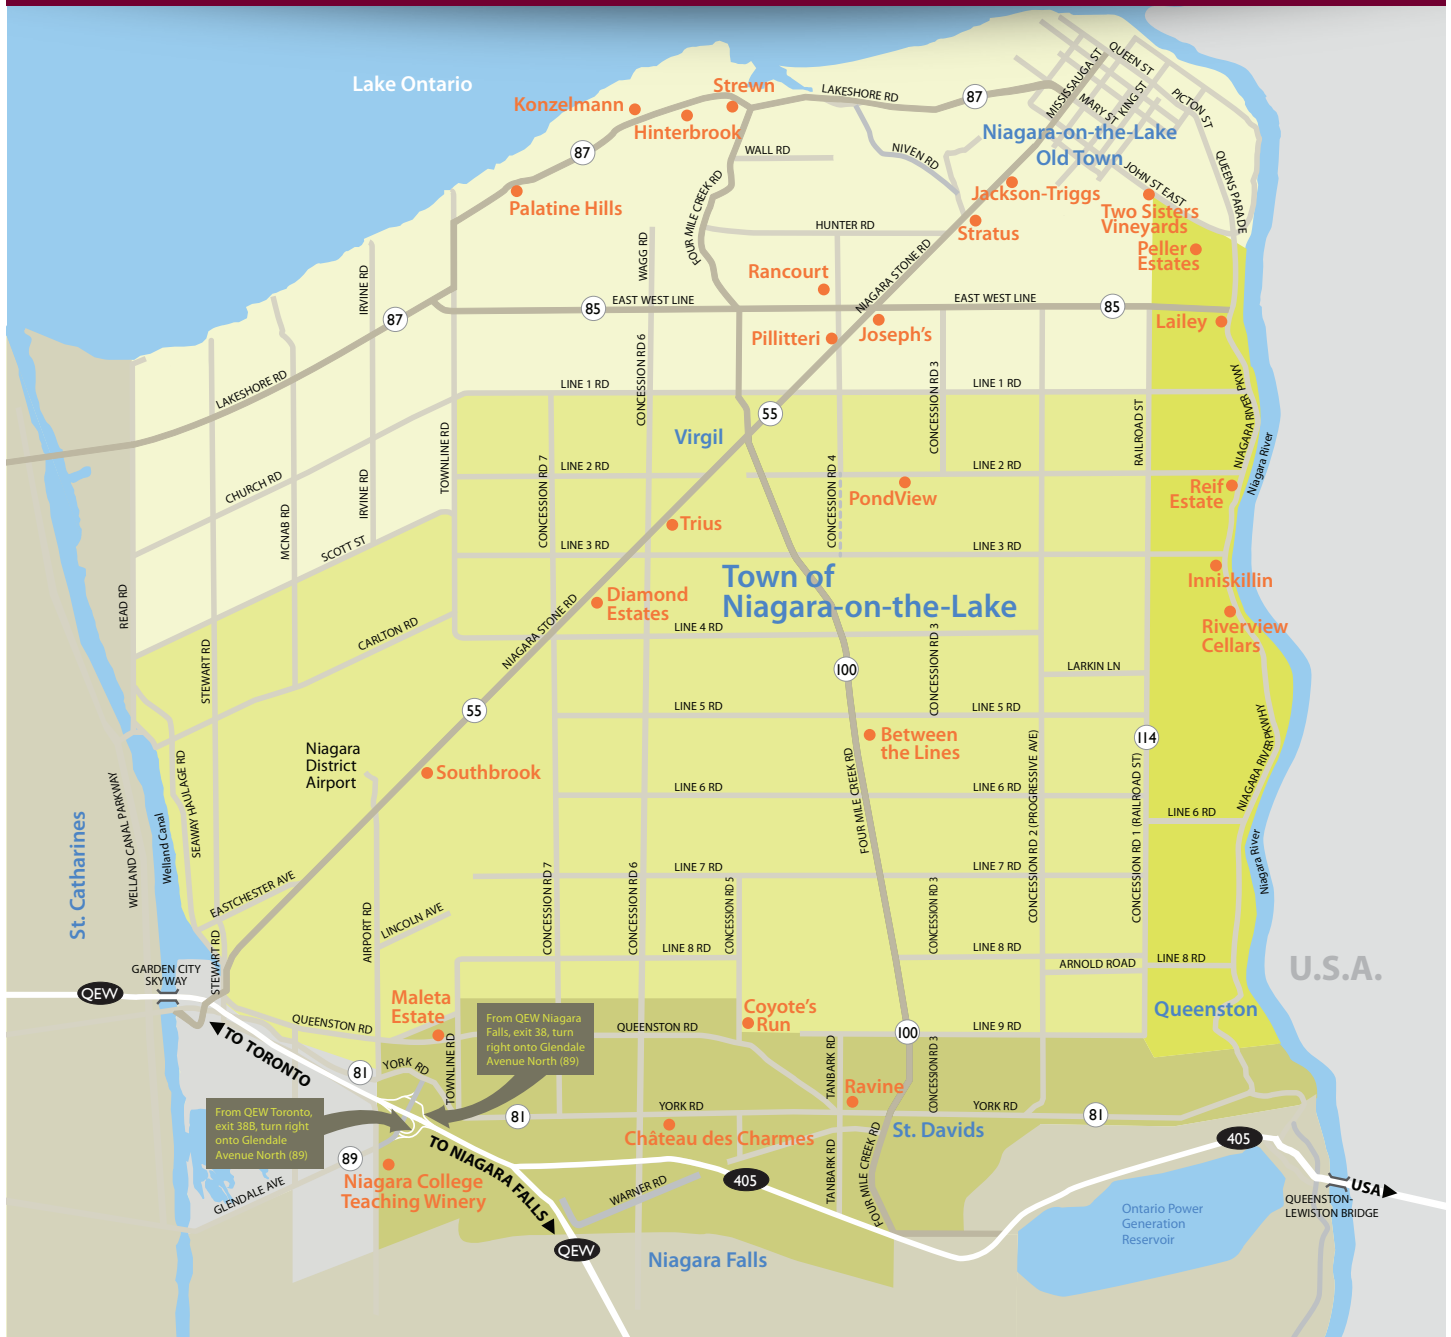 Lake Ontario
Strewn
Konzelmann
Hinterbrook
LAKESHORE RD
87
MISSISSAUGA ST
QUEEN ST
MARY ST
KING ST
PICTON ST
Niagara-on-the-Lake
Old Town
87
WALL RD
NIVEN RD
JOHN ST EAST
QUEENS PARADE
Palatine Hills
FOUR MILE CREEK RD
Jackson-Triggs
Two Sisters
Vineyards
Stratus
HUNTER RD
Peller
Estates
WAGG RD
IRVINE RD
Rancourt
NIAGARA STONE RD
87
85
EAST WEST LINE
EAST WEST LINE
85
Lailey
Pillitteri
Joseph's
LAKESHORE RD
CONCESSION RD 6
CONCESSION RD 3
LINE 1 RD
LINE 1 RD
NIAGARA RIVER PKWY
55
Virgil
RAILROAD ST
Niagara River
TOWNLINE RD
CONCESSION RD 7
LINE 2 RD
CONCESSION RD 4
LINE 2 RD
CHURCH RD
IRVINE RD
MCNAB RD
PondView
Reif
Estate
Trius
SCOTT ST
LINE 3 RD
LINE 3 RD
Town of
Niagara-on-the-Lake
Inniskillin
READ RD
Diamond
Estates
NIAGARA STONE RD
LINE 4 RD
CARLTON RD
STEWART RD
CONCESSION RD 3
Riverview
Cellars
100
LARKIN LN
55
LINE 5 RD
LINE 5 RD
114
Between
the Lines
Niagara
District
Airport
Southbrook
NIAGARA RIVER PKWHY
SEAWAY HAULAGE RD
WELLAND CANAL PARKWAY
Welland Canal
St. Catharines
FOUR MILE CREEK RD
LINE 6 RD
LINE 6 RD
CONCESSION RD 2 (PROGRESSIVE AVE)
CONCESSION RD 1 (RAILROAD ST)
LINE 6 RD
Niagara River
EASTCHESTER AVE
LINE 7 RD
LINE 7 RD
AIRPORT RD
LINCOLN AVE
CONCESSION RD 7
CONCESSION RD 6
CONCESSION RD 5
CONCESSION RD 3
LINE 8 RD
LINE 8 RD
ARNOLD ROAD
LINE 8 RD
U.S.A.
STEWART RD
GARDEN CITY
SKYWAY
QEW
Maleta
Estate
From QEW Niagara
Falls, exit 38, turn
right onto Glendale
Avenue North (89)
Coyote's
Run
Queenston
QUEENSTON RD
QUEENSTON RD
100
LINE 9 RD
TO TORONTO
81
YORK RD
TOWNLINE RD
TANBARK RD
CONCESSION RD 3
Ravine
From QEW Toronto,
exit 38B, turn right
onto Glendale
Avenue North (89)
81
YORK RD
YORK RD
81
St. Davids
Château des Charmes
405
TO NIAGARA FALLS
89
Niagara College
Teaching Winery
GLENDALE AVE
WARNER RD
405
TANBARK RD
FOUR MILE CREEK RD
USA
QUEENSTON-
LEWISTON BRIDGE
Ontario Power
Generation
Reservoir
QEW
Niagara Falls